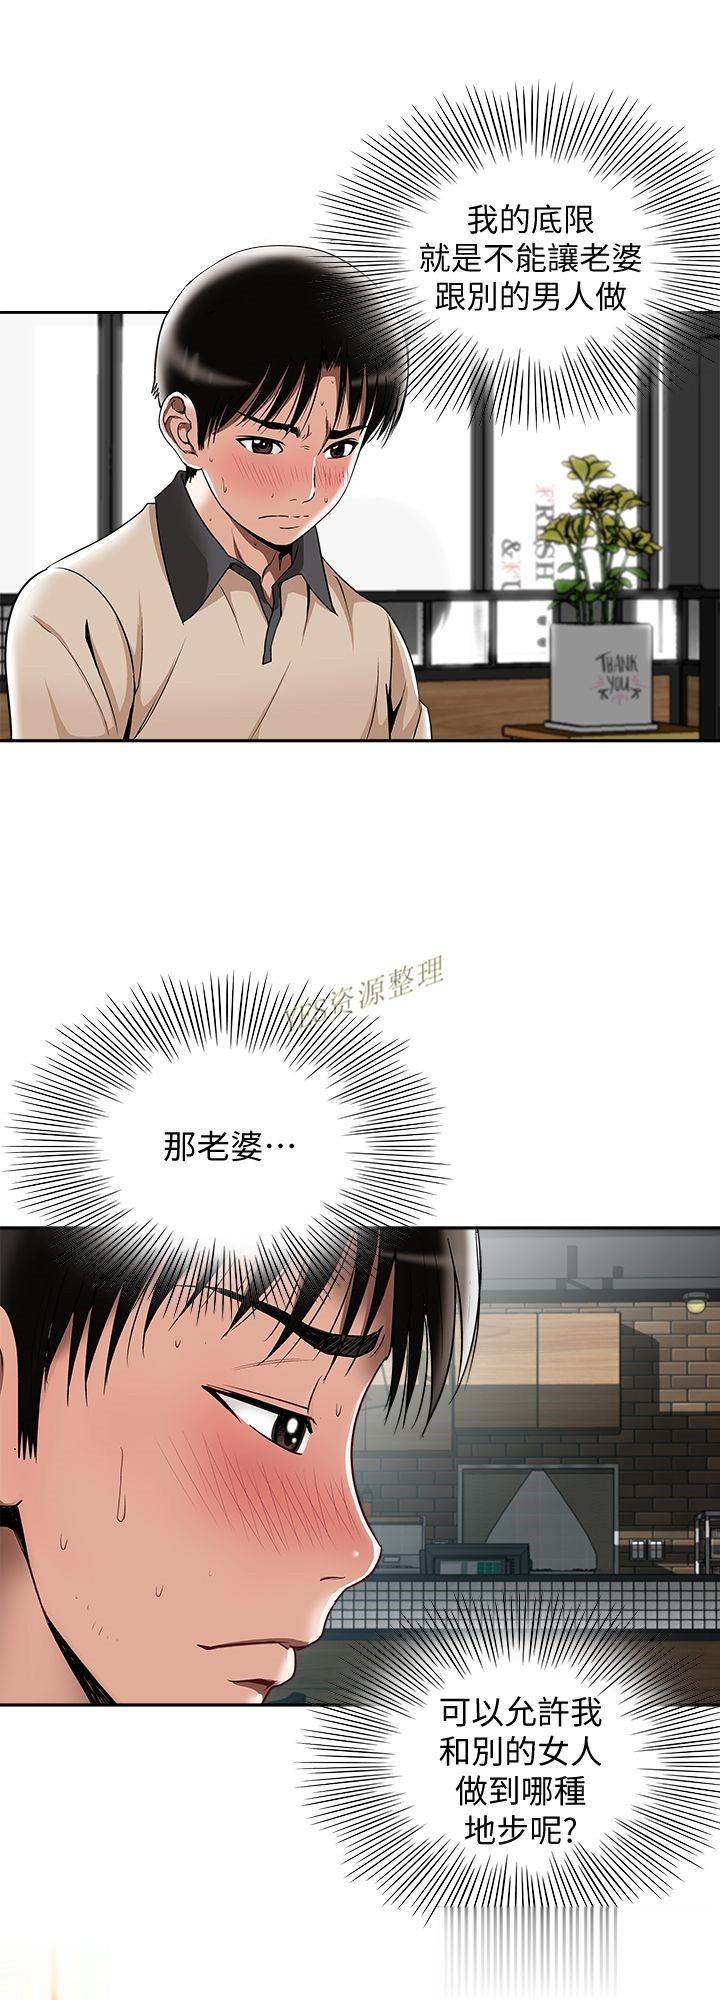 我的底限
就是不能讓老婆
跟別的男人做
FRESH
&FU
THANK
YOU
YES资源整理
那老婆…
可以允許我
和別的女人
做到哪種
地步呢?